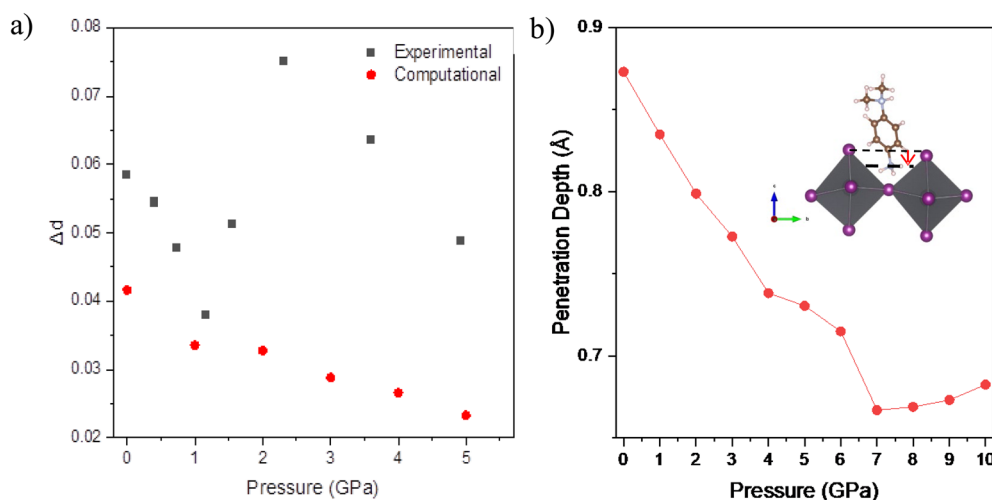 a)
0.08
0.07
0.06
0.05
0.04
0.03
0.02
Δd
Experimental
Computational
0 1 2 3 4 5
Pressure (GPa)
b)
0.9
0.8
0.7
Penetration Depth (Å)
c
b
0 1 2 3 4 5 6 7 8 9 10
Pressure (GPa)